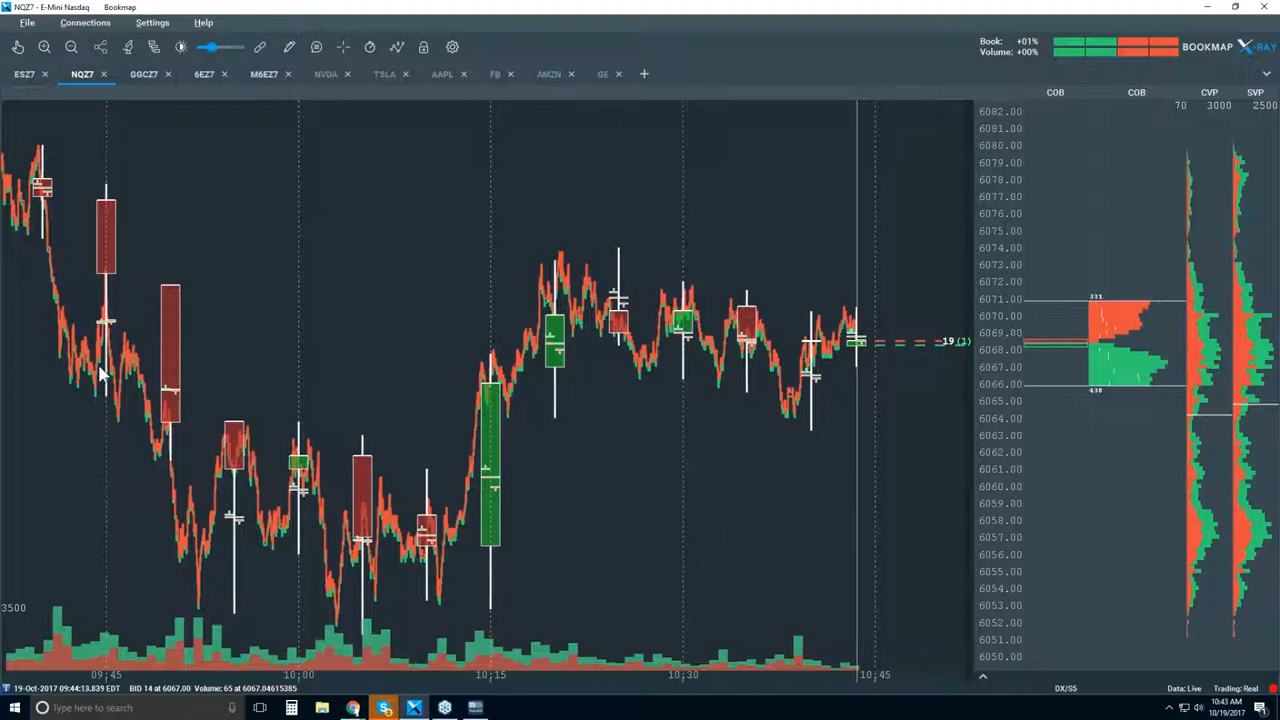 NQZ7 - E-Mini Nasdaq Bookmap
File Connections Settings Help
Book: +01%
Volume: +00%
BOOKMAP X-RAY
ESZ7 × NQZ7 × GGCZ7 × 6EZ7 × M6EZ7 × NVDA × TSLA × AAPL × FB × AMZN × GE × +
COB COB CVP SVP
70 3000 2500
6082.00
6081.00
6080.00
6079.00
6078.00
6077.00
6076.00
6075.00
6074.00
6073.00
6072.00
6071.00
331
6070.00
6069.00
19 (1)
6068.00
6067.00
6066.00
438
6065.00
6064.00
6063.00
6062.00
6061.00
6060.00
6059.00
6058.00
6057.00
6056.00
6055.00
6054.00
6053.00
3500
6052.00
6051.00
6050.00
09:45 10:00 10:15 10:30 10:45
19-Oct-2017 09:44:13.839 EDT BID 14 at 6067.00 Volume: 65 at 6067.04615385
DX/S5 Data: Live Trading: Real
Type here to search
10:43 AM
10/19/2017